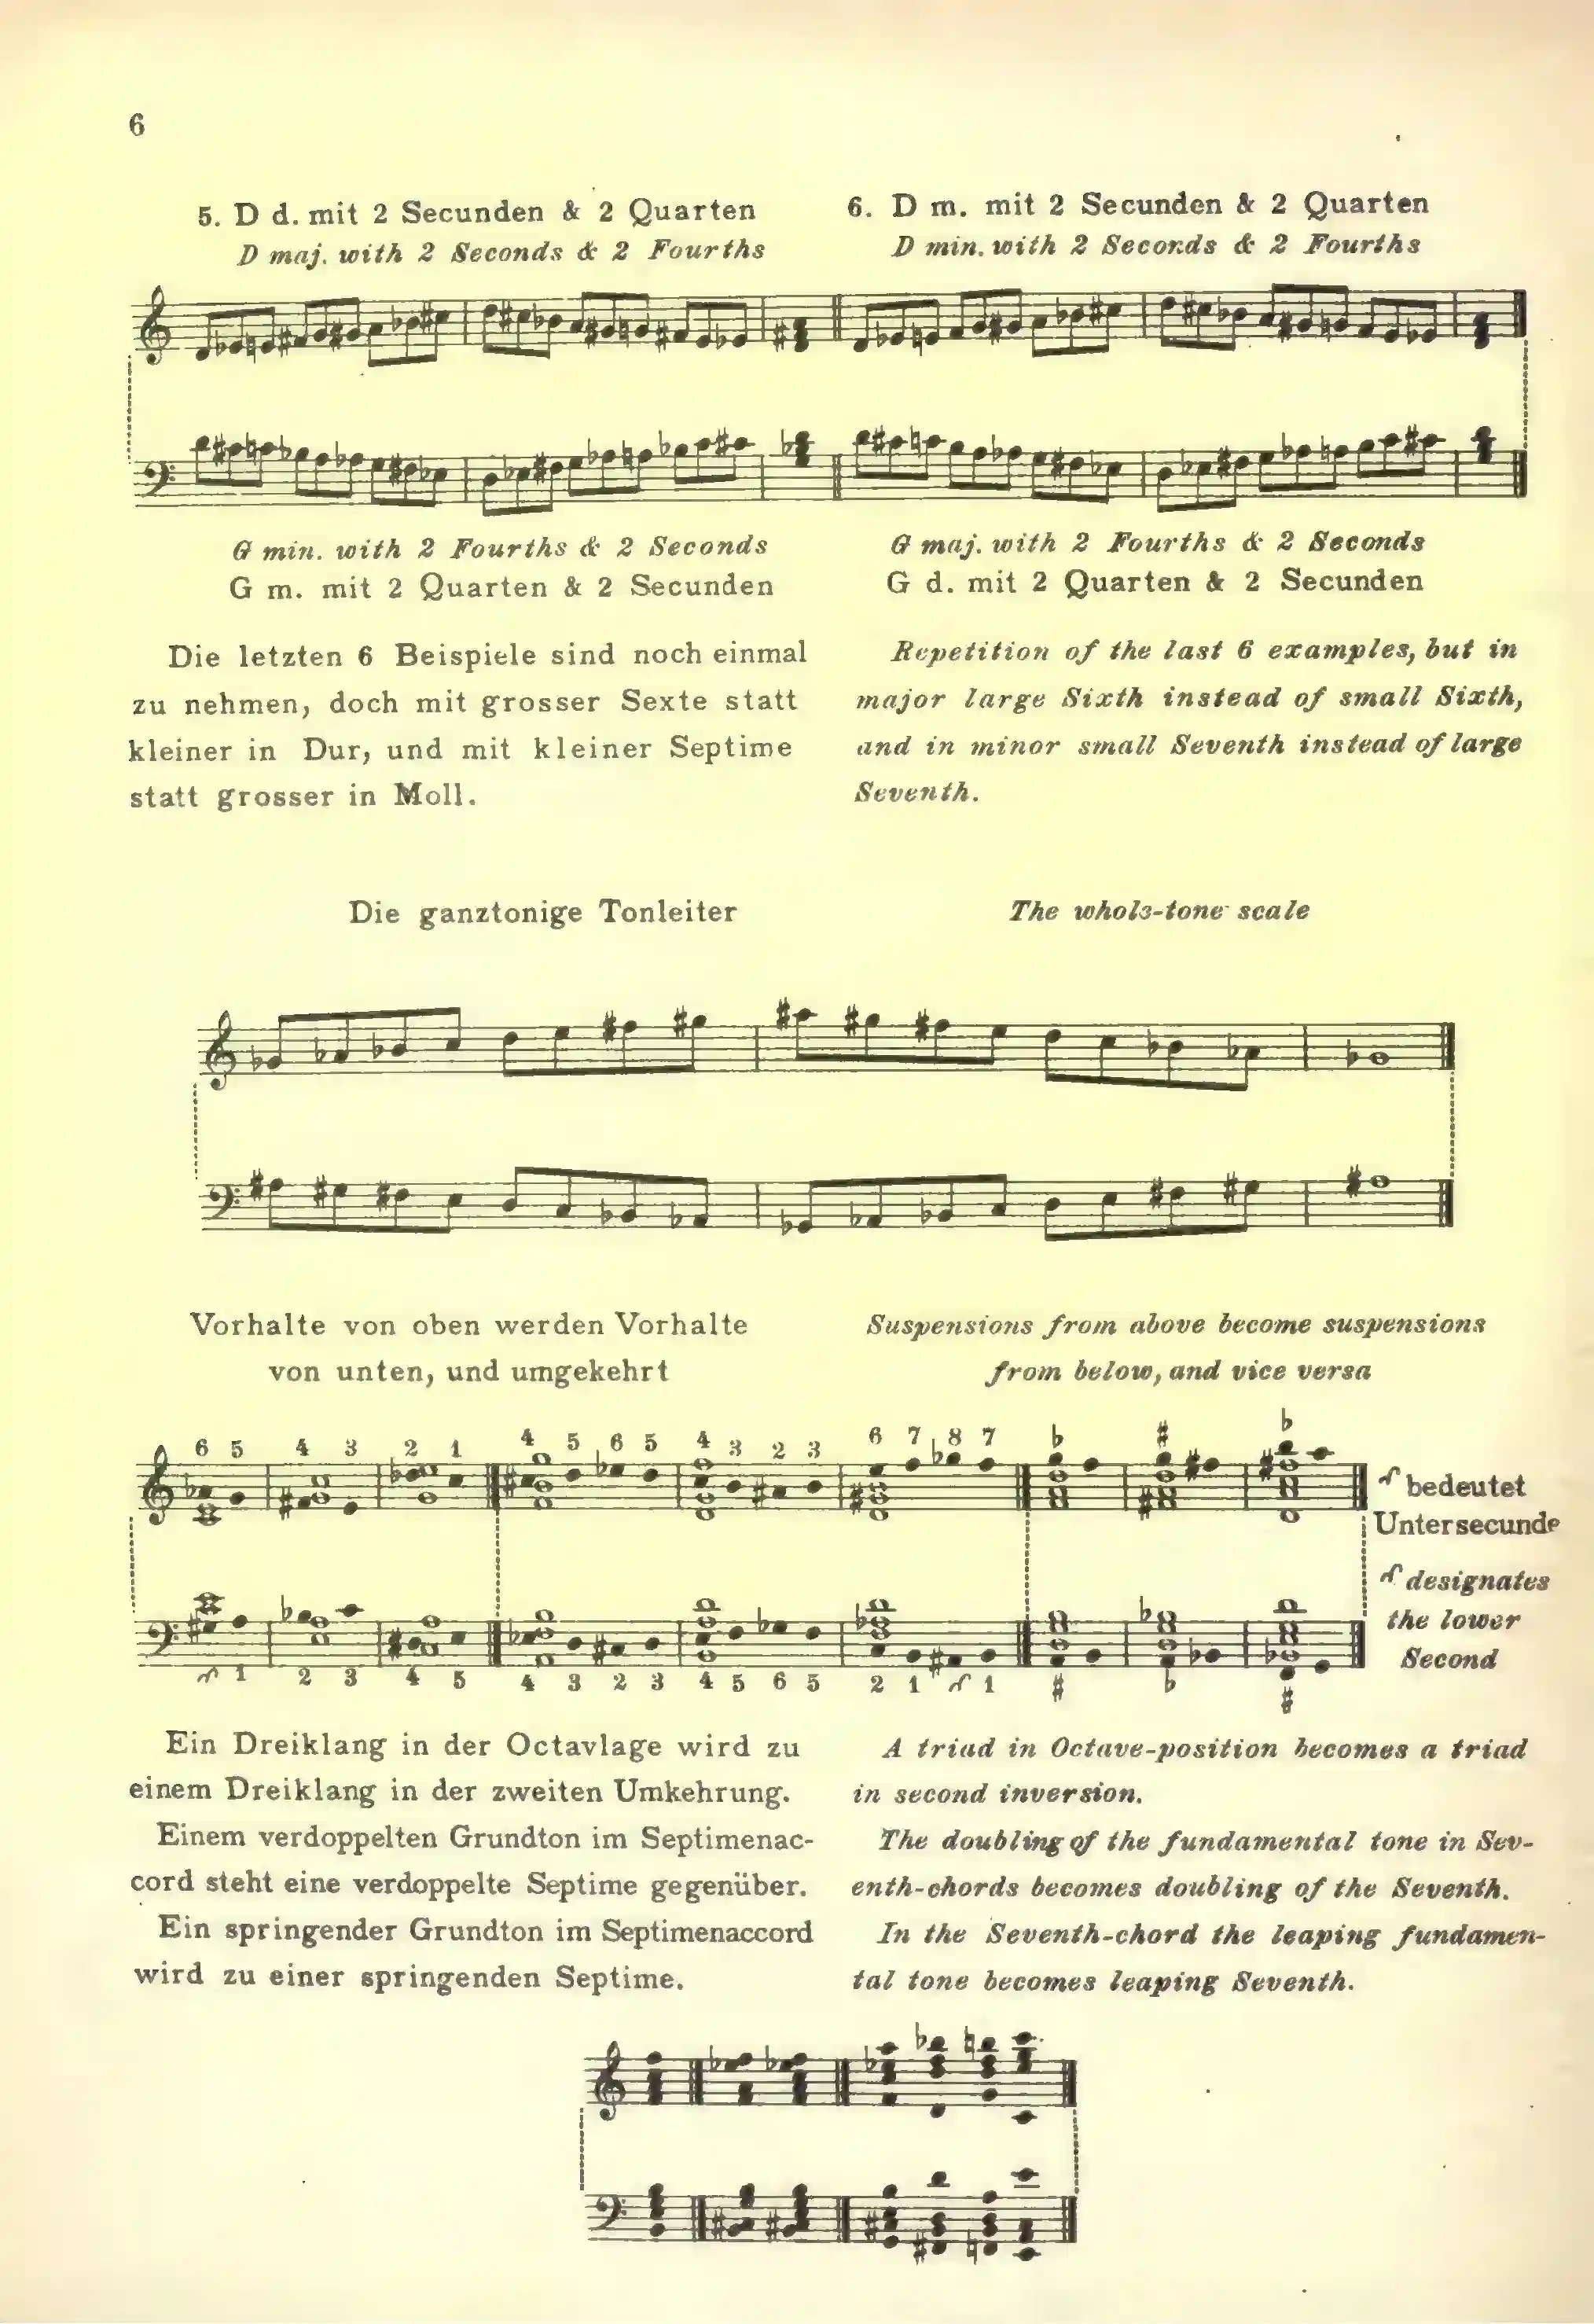 6
5. D d. mit 2 Secunden & 2 Quarten
D maj. with 2 Seconds & 2 Fourths
6. D m. mit 2 Secunden & 2 Quarten
D min. with 2 Seconds & 2 Fourths
G min. with 2 Fourths & 2 Seconds
G m. mit 2 Quarten & 2 Secunden
G maj. with 2 Fourths & 2 Seconds
G d. mit 2 Quarten & 2 Secunden
Die letzten 6 Beispiele sind noch einmal
zu nehmen, doch mit grosser Sexte statt
kleiner in Dur, und mit kleiner Septime
statt grosser in Moll.
Repetition of the last 6 examples, but in
major large Sixth instead of small Sixth,
and in minor small Seventh instead of large
Seventh.
Die ganztonige Tonleiter
The whole-tone scale
Vorhalte von oben werden Vorhalte
von unten, und umgekehrt
Suspensions from above become suspensions
from below, and vice versa
6 5 4 3 2 1 4 5 6 5 4 3 2 3 6 7 8 7 ♭ ♯ ♭
bedeutet
Untersecunde
designates
the lower
Second
1 2 3 4 5 4 3 2 3 4 5 6 5 2 1 1 ♯ ♭ ♯
Ein Dreiklang in der Octavlage wird zu
einem Dreiklang in der zweiten Umkehrung.
Einem verdoppelten Grundton im Septimenac-
cord steht eine verdoppelte Septime gegenüber.
Ein springender Grundton im Septimenaccord
wird zu einer springenden Septime.
A triad in Octave-position becomes a triad
in second inversion.
The doubling of the fundamental tone in Sev-
enth-chords becomes doubling of the Seventh.
In the Seventh-chord the leaping fundamen-
tal tone becomes leaping Seventh.